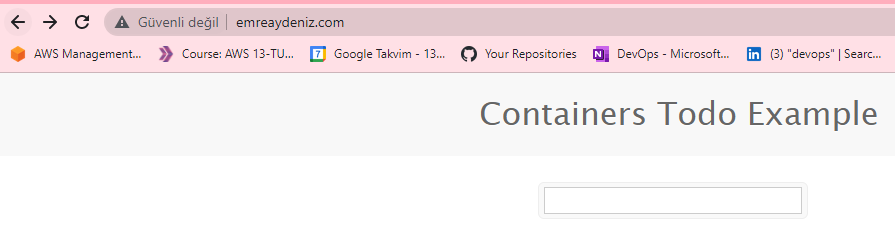 Güvenli değil | emreaydeniz.com
AWS Management... Course: AWS 13-TU... Google Takvim - 13... Your Repositories DevOps - Microsoft... (3) "devops" | Searc...
Containers Todo Example